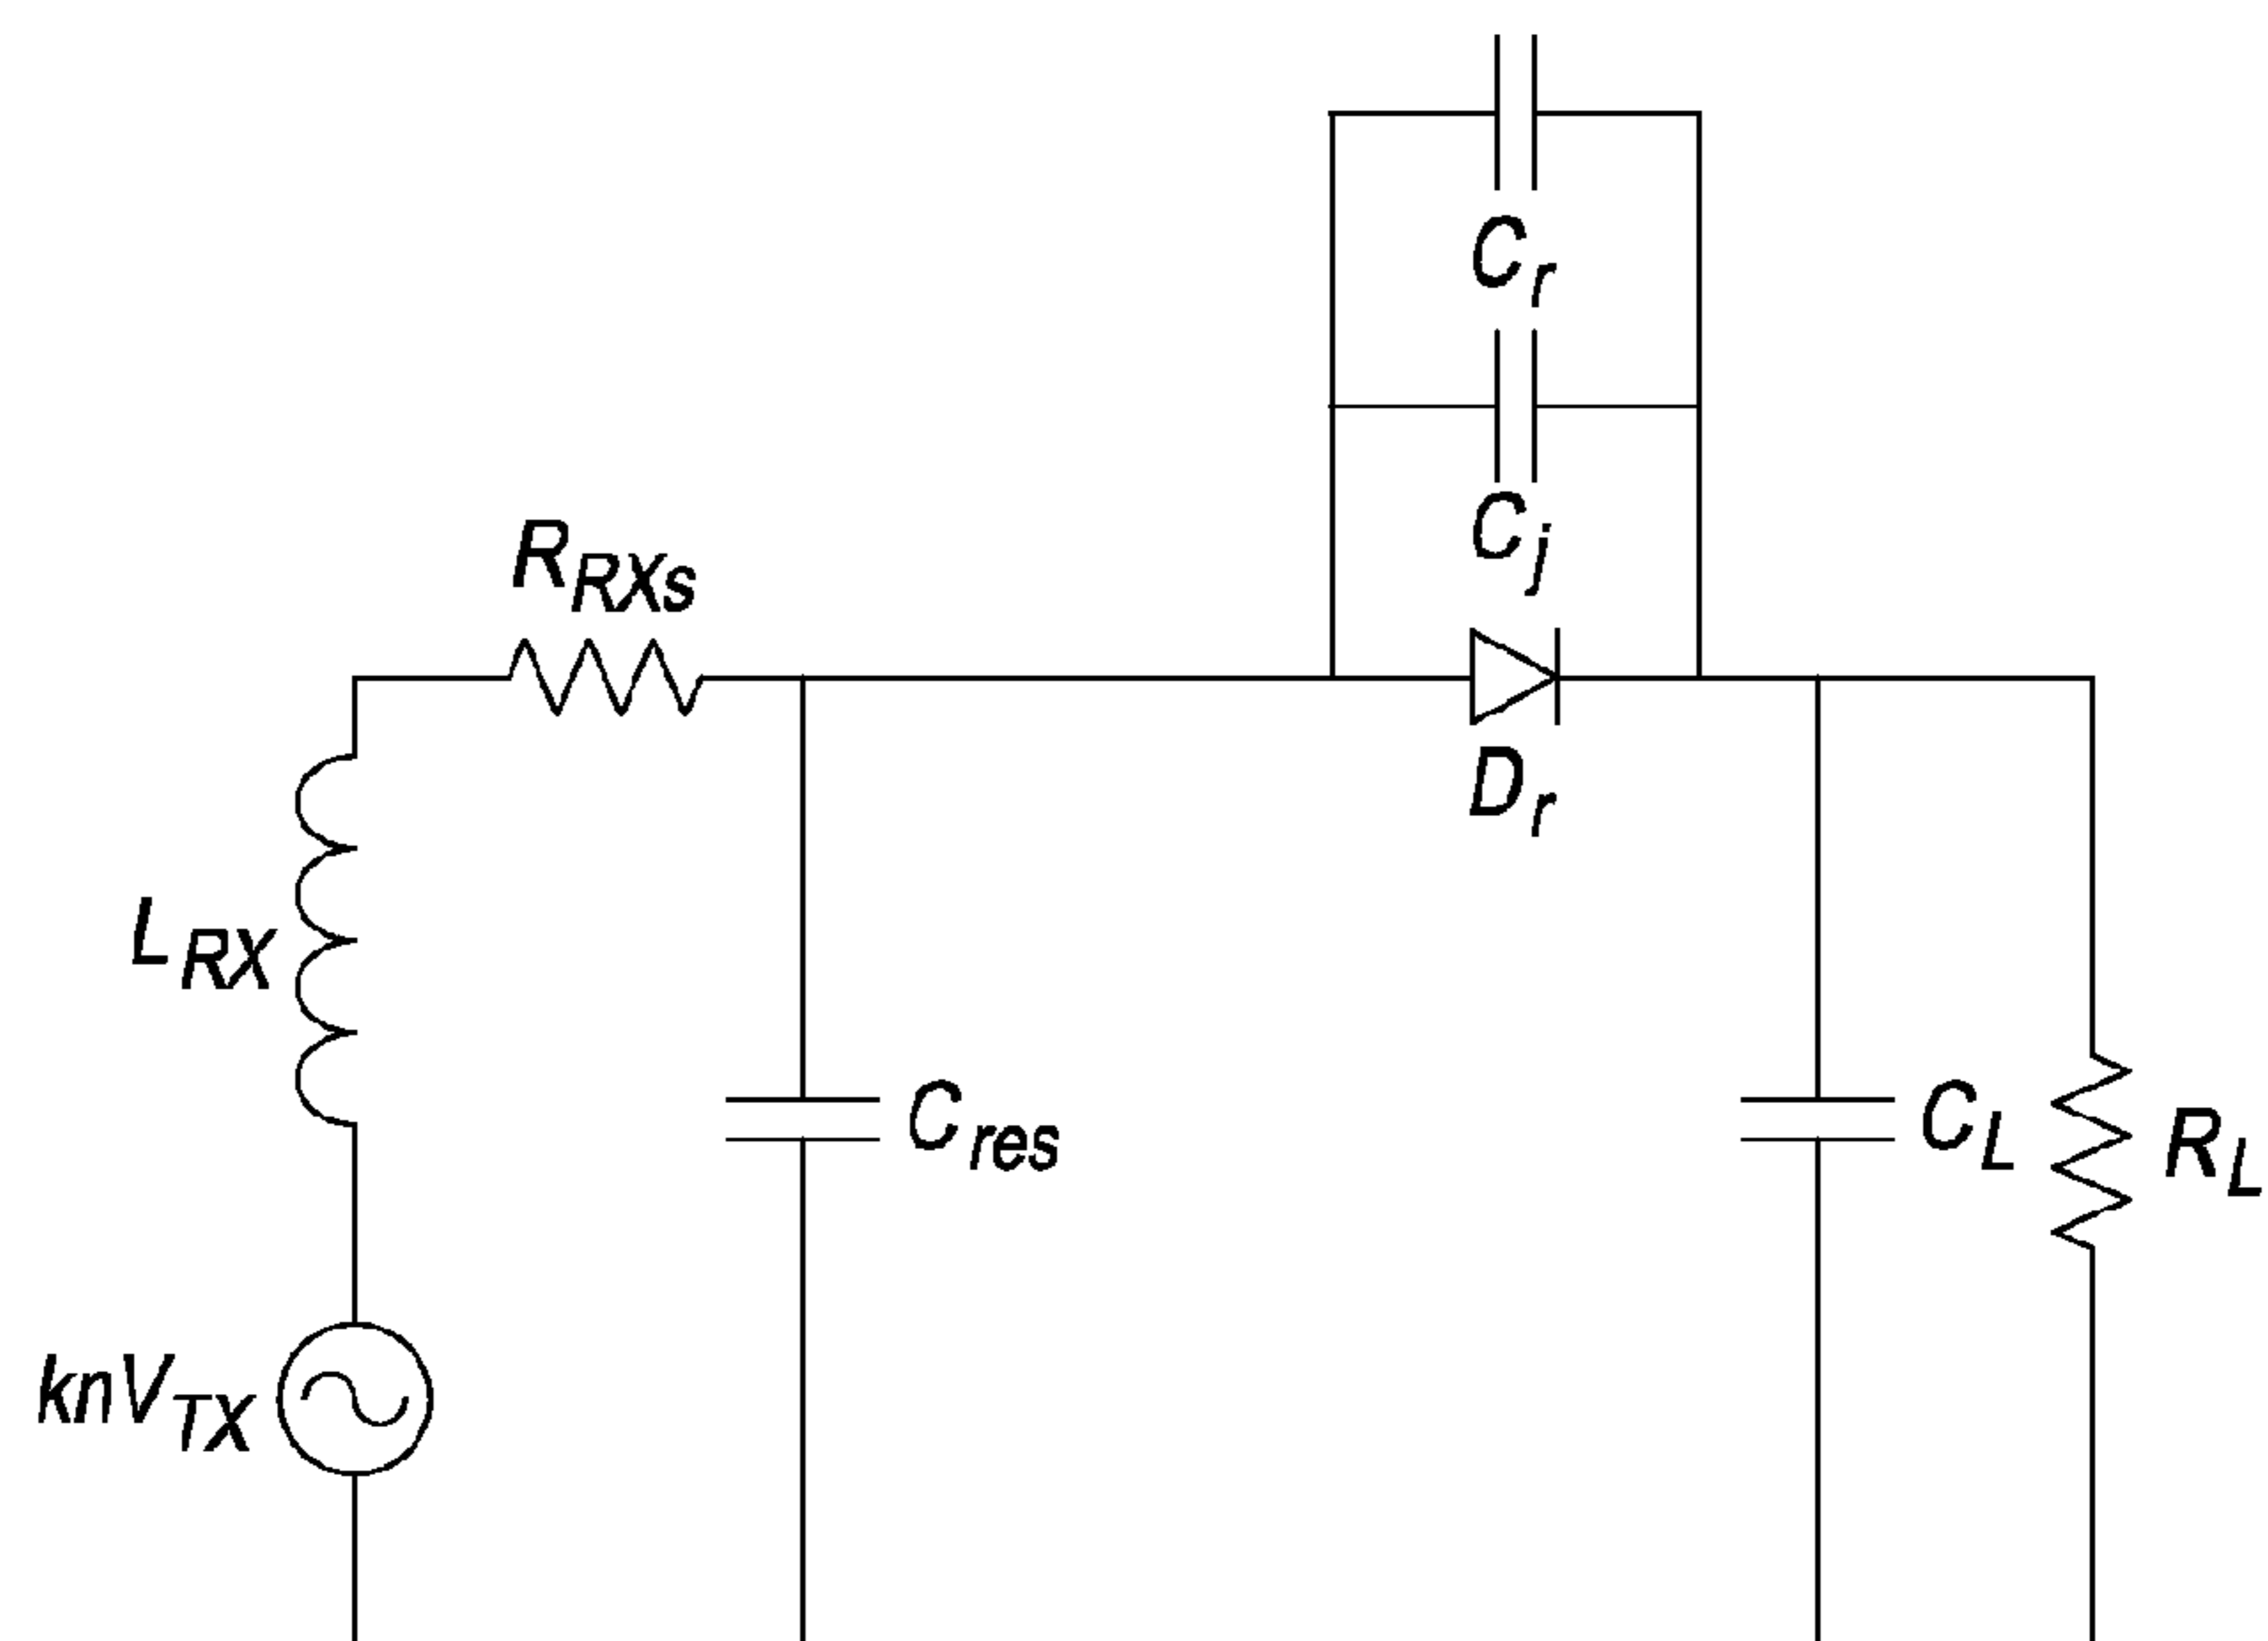 C_r
C_j
R_RXs
D_r
L_RX
C_res
C_L
R_L
knV_TX